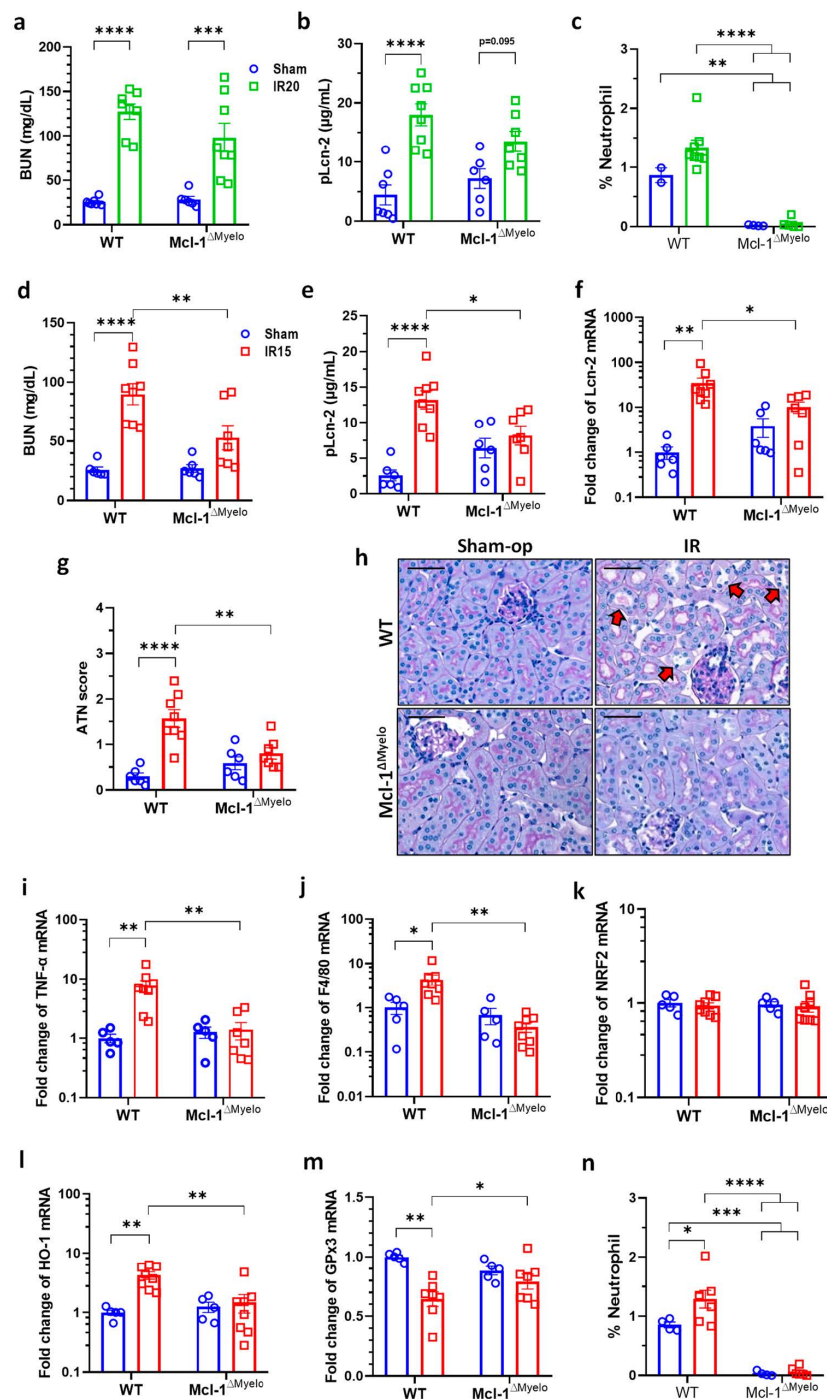 a
BUN (mg/dL)
200
150
100
50
0
****
***
Sham
IR20
WT
Mcl-1ΔMyelo
b
pLcn-2 (µg/mL)
30
20
10
0
****
p=0.095
WT
Mcl-1ΔMyelo
c
% Neutrophil
3
2
1
0
****
**
WT
Mcl-1ΔMyelo
d
BUN (mg/dL)
150
100
50
0
****
**
Sham
IR15
WT
Mcl-1ΔMyelo
e
pLcn-2 (µg/mL)
25
20
15
10
5
0
****
*
WT
Mcl-1ΔMyelo
f
Fold change of Lcn-2 mRNA
1000
100
10
1
0.1
**
*
WT
Mcl-1ΔMyelo
g
ATN score
4
3
2
1
0
****
**
WT
Mcl-1ΔMyelo
h
Sham-op
IR
WT
Mcl-1ΔMyelo
i
Fold change of TNF-α mRNA
100
10
1
0.1
**
**
WT
Mcl-1ΔMyelo
j
Fold change of F4/80 mRNA
100
10
1
0.1
0.01
*
**
WT
Mcl-1ΔMyelo
k
Fold change of NRF2 mRNA
10
1
0.1
WT
Mcl-1ΔMyelo
l
Fold change of HO-1 mRNA
100
10
1
0.1
**
**
WT
Mcl-1ΔMyelo
m
Fold change of GPx3 mRNA
1.5
1.0
0.5
0.0
**
*
WT
Mcl-1ΔMyelo
n
% Neutrophil
3
2
1
0
****
***
*
WT
Mcl-1ΔMyelo